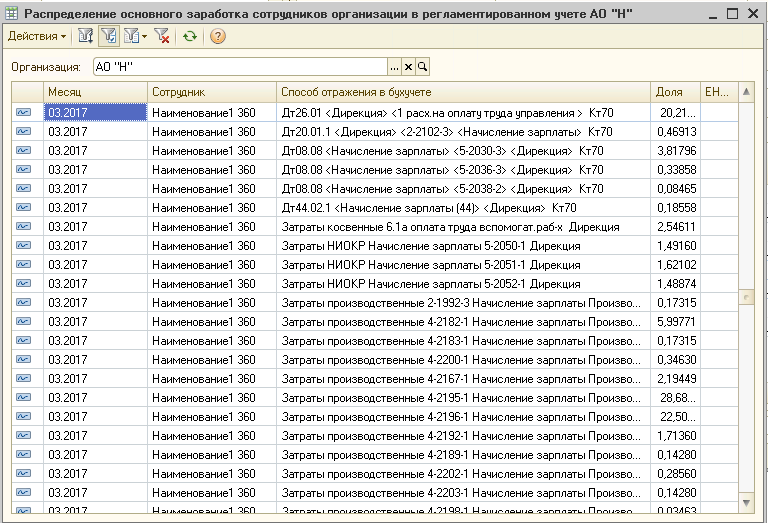 Распределение основного заработка сотрудников организации в регламентированном учете АО "Н"
Действия
Организация: АО "Н"
Месяц Сотрудник Способ отражения в бухучете Доля ЕН...
03.2017 Наименование1 360 Дт26.01 <Дирекция> <1 расх.на оплату труда управления > Кт70 20,21...
03.2017 Наименование1 360 Дт20.01.1 <Дирекция> <2-2102-3> <Начисление зарплаты> Кт70 0,46913
03.2017 Наименование1 360 Дт08.08 <Начисление зарплаты> <5-2030-3> <Дирекция> Кт70 3,81796
03.2017 Наименование1 360 Дт08.08 <Начисление зарплаты> <5-2036-3> <Дирекция> Кт70 0,33858
03.2017 Наименование1 360 Дт08.08 <Начисление зарплаты> <5-2038-2> <Дирекция> Кт70 0,08465
03.2017 Наименование1 360 Дт44.02.1 <Начисление зарплаты (44)> <Дирекция> Кт70 0,18558
03.2017 Наименование1 360 Затраты косвенные 6.1а оплата труда вспомогат.раб-х Дирекция 2,54611
03.2017 Наименование1 360 Затраты НИОКР Начисление зарплаты 5-2050-1 Дирекция 1,49160
03.2017 Наименование1 360 Затраты НИОКР Начисление зарплаты 5-2051-1 Дирекция 1,62102
03.2017 Наименование1 360 Затраты НИОКР Начисление зарплаты 5-2052-1 Дирекция 1,48874
03.2017 Наименование1 360 Затраты производственные 2-1992-3 Начисление зарплаты Произво... 0,17315
03.2017 Наименование1 360 Затраты производственные 4-2182-1 Начисление зарплаты Произво... 5,99771
03.2017 Наименование1 360 Затраты производственные 4-2183-1 Начисление зарплаты Произво... 0,17315
03.2017 Наименование1 360 Затраты производственные 4-2200-1 Начисление зарплаты Произво... 0,34630
03.2017 Наименование1 360 Затраты производственные 4-2167-1 Начисление зарплаты Произво... 2,19449
03.2017 Наименование1 360 Затраты производственные 4-2195-1 Начисление зарплаты Произво... 28,68...
03.2017 Наименование1 360 Затраты производственные 4-2196-1 Начисление зарплаты Произво... 22,50...
03.2017 Наименование1 360 Затраты производственные 4-2192-1 Начисление зарплаты Произво... 1,71360
03.2017 Наименование1 360 Затраты производственные 4-2189-1 Начисление зарплаты Произво... 0,14280
03.2017 Наименование1 360 Затраты производственные 4-2202-1 Начисление зарплаты Произво... 0,28560
03.2017 Наименование1 360 Затраты производственные 4-2203-1 Начисление зарплаты Произво... 0,14280
03.2017 Наименование1 360 Затраты производственные 4-2198-1 Начисление зарплаты Произво... 0,03463